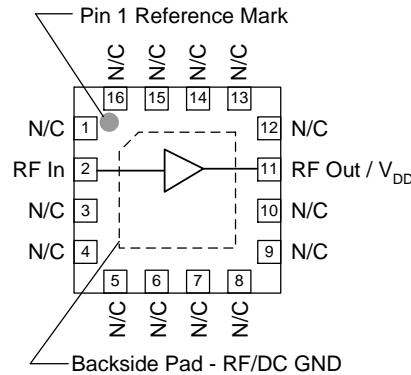 Pin 1 Reference Mark
N/C N/C N/C N/C
16 15 14 13
N/C 1 12 N/C
RF In 2 11 RF Out / V_DD
N/C 3 10 N/C
N/C 4 9 N/C
5 6 7 8
N/C N/C N/C N/C
Backside Pad - RF/DC GND